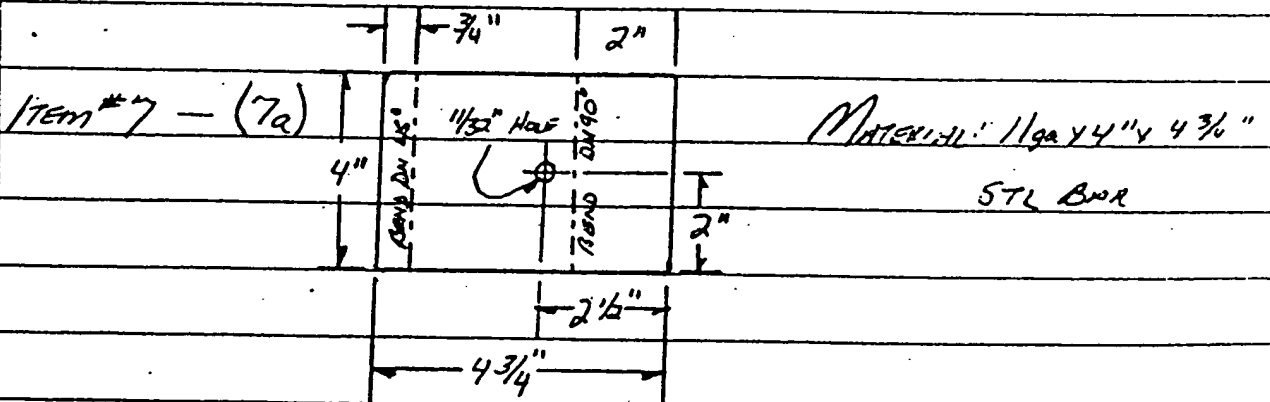 3/4"
2"
ITEM #7 — (7a)
11/32" HOLE
MATERIAL: 11ga x 4" x 4 3/4"
STL BAR
4"
BEND DN 45°
BEND DN 90°
2"
2 1/2"
4 3/4"